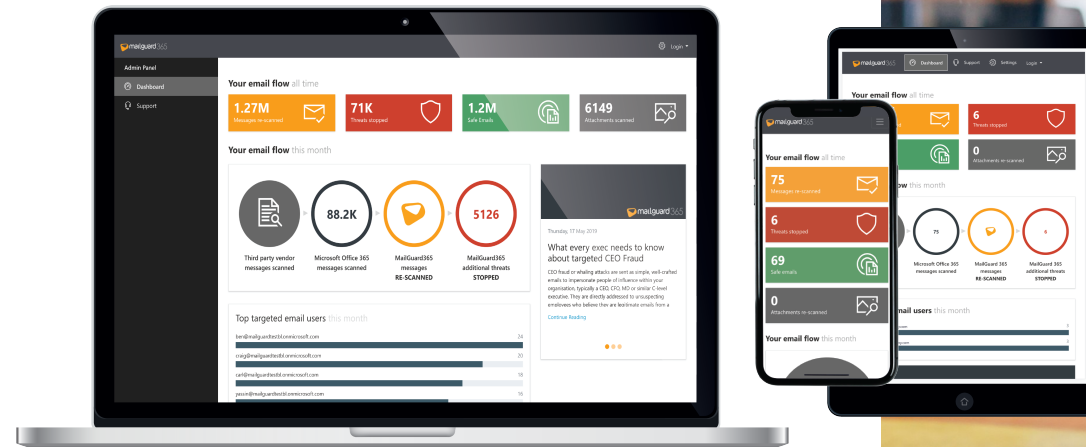 mailguard365
Login
Admin Panel
Dashboard
Support
Your email flow all time
1.27M
Messages re-scanned
71K
Threats stopped
1.2M
Safe Emails
6149
Attachments scanned
Your email flow this month
88.2K
5126
Third party vendor
messages scanned
Microsoft Office 365
messages scanned
MailGuard365
messages
RE-SCANNED
MailGuard365
additional threats
STOPPED
mailguard365
Thursday, 17 May 2019
What every exec needs to know
about targeted CEO Fraud
CEO fraud or whaling attacks are sent as simple, well-crafted
emails to impersonate people of influence within your
organisation, typically a CEO, CFO, MD or similar C-level
executive. They are directly addressed to unsuspecting
employees who believe they are legitimate emails from a
Continue Reading
Top targeted email users this month
ben@mailguardtestbl.onmicrosoft.com 24
craig@mailguardtestbl.onmicrosoft.com 20
carl@mailguardtestbl.onmicrosoft.com 18
yassin@mailguardtestbl.onmicrosoft.com 16
mailguard365
Your email flow all time
75
Messages re-scanned
6
Threats stopped
69
Safe emails
0
Attachments re-scanned
Your email flow this month
mailguard365
Dashboard
Support
Settings
Login
Your email flow all time
6
Threats stopped
0
Attachments re-scanned
this month
75
6
Microsoft Office 365
messages scanned
MailGuard365
messages
RE-SCANNED
MailGuard365
additional threats
STOPPED
email users this month